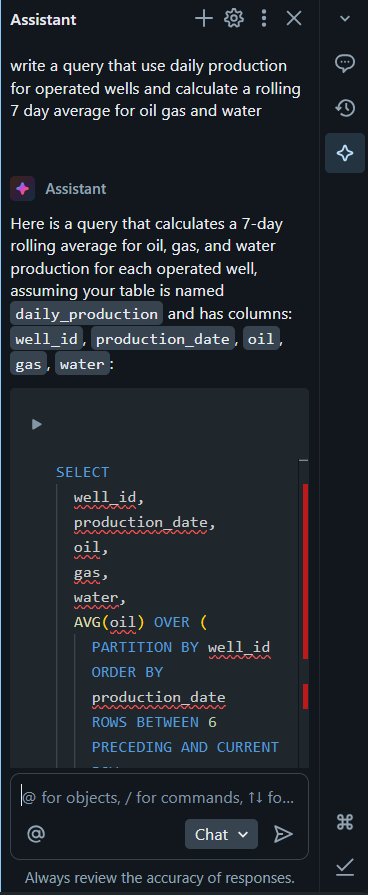 Assistant
write a query that use daily production
for operated wells and calculate a rolling
7 day average for oil gas and water
Assistant
Here is a query that calculates a 7-day
rolling average for oil, gas, and water
production for each operated well,
assuming your table is named
daily_production and has columns:
well_id, production_date, oil,
gas, water:
SELECT
well_id,
production_date,
oil,
gas,
water,
AVG(oil) OVER (
PARTITION BY well_id
ORDER BY
production_date
ROWS BETWEEN 6
PRECEDING AND CURRENT
@ for objects, / for commands, ↑↓ fo...
@
Chat
Always review the accuracy of responses.